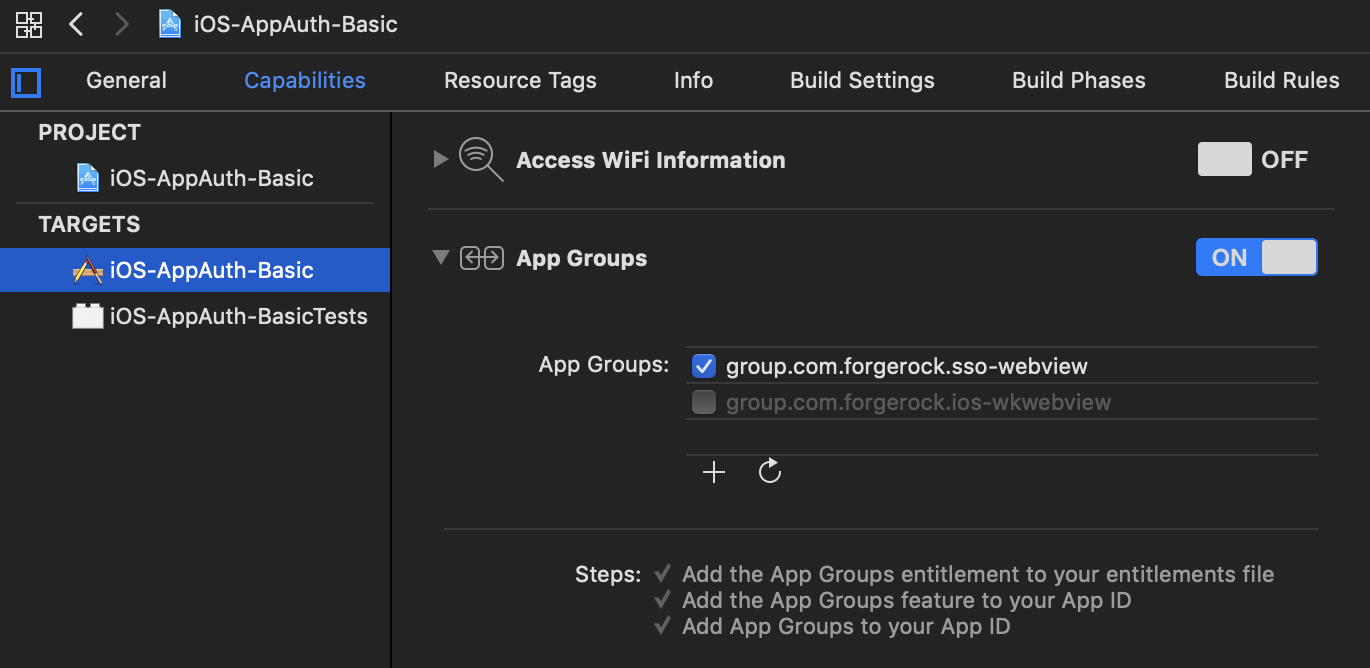 iOS-AppAuth-Basic
General Capabilities Resource Tags Info Build Settings Build Phases Build Rules
PROJECT
iOS-AppAuth-Basic
TARGETS
iOS-AppAuth-Basic
iOS-AppAuth-BasicTests
Access WiFi Information OFF
App Groups ON
App Groups: group.com.forgerock.sso-webview
group.com.forgerock.ios-wkwebview
Steps: ✓ Add the App Groups entitlement to your entitlements file
✓ Add the App Groups feature to your App ID
✓ Add App Groups to your App ID